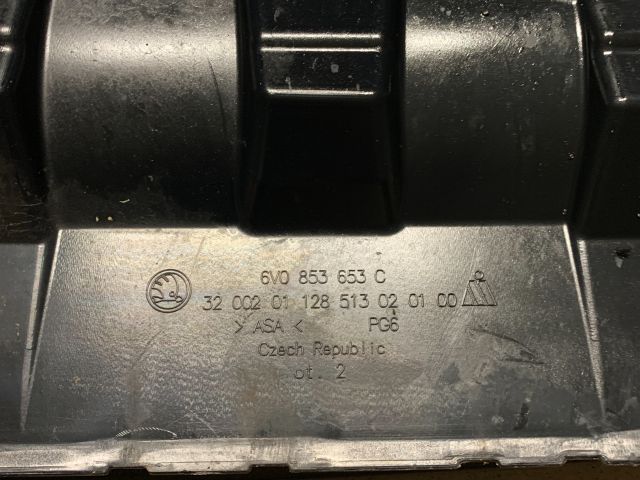 6V0 853 653 C
32 002 01 128 513 02 01 00
> ASA < PG6
Czech Republic
ot. 2